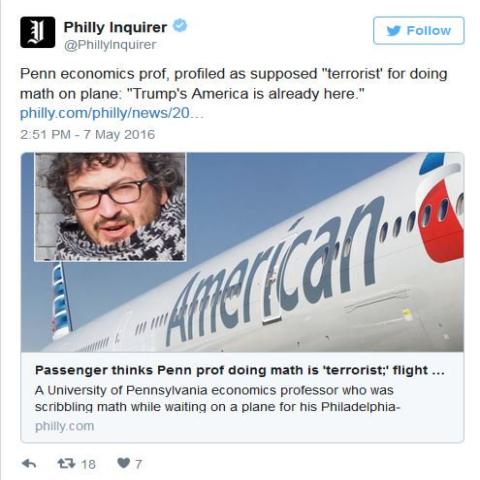 Philly Inquirer
@PhillyInquirer
Follow
Penn economics prof, profiled as supposed "terrorist' for doing
math on plane: "Trump's America is already here."
philly.com/philly/news/20…
2:51 PM - 7 May 2016
American
Passenger thinks Penn prof doing math is 'terrorist;' flight ...
A University of Pennsylvania economics professor who was
scribbling math while waiting on a plane for his Philadelphia-
philly.com
18
7